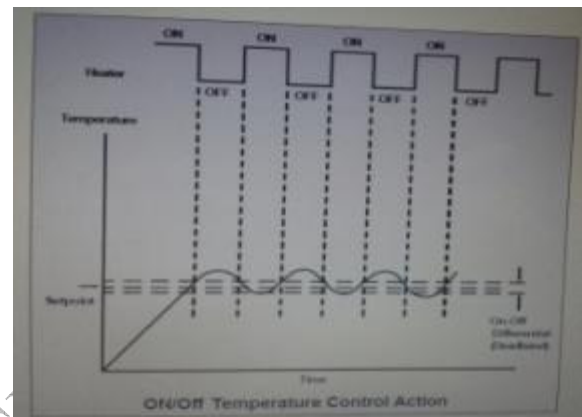 ON ON ON ON
Heater
OFF OFF OFF OFF
Temperature
Setpoint
On-Off
Differential
(Deadband)
Time
ON/Off Temperature Control Action